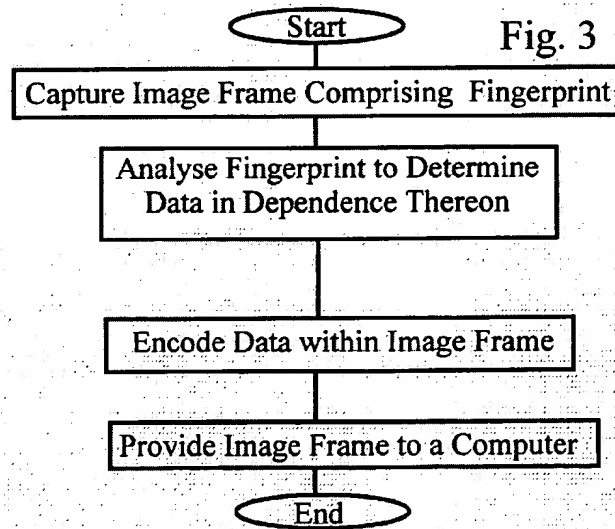 Start
Fig. 3
Capture Image Frame Comprising Fingerprint
Analyse Fingerprint to Determine
Data in Dependence Thereon
Encode Data within Image Frame
Provide Image Frame to a Computer
End